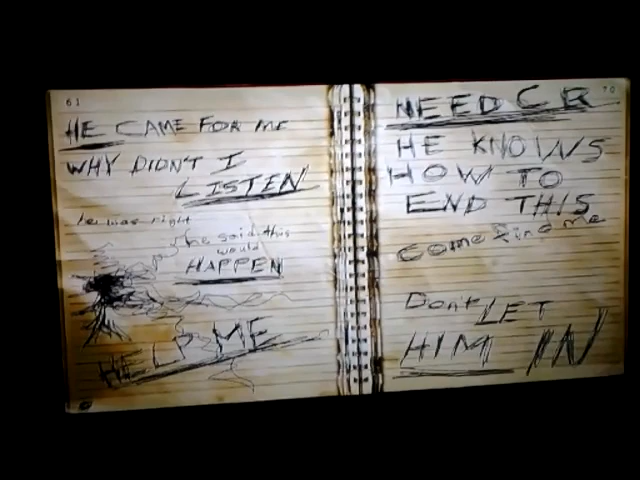 61
HE CAME FOR ME
WHY DIDN'T I
LISTEN
he was right
he said this
would
HAPPEN
HELP ME
70
NEED CR
HE KNOWS
HOW TO
END THIS
come find me
Don't LET
HIM IN